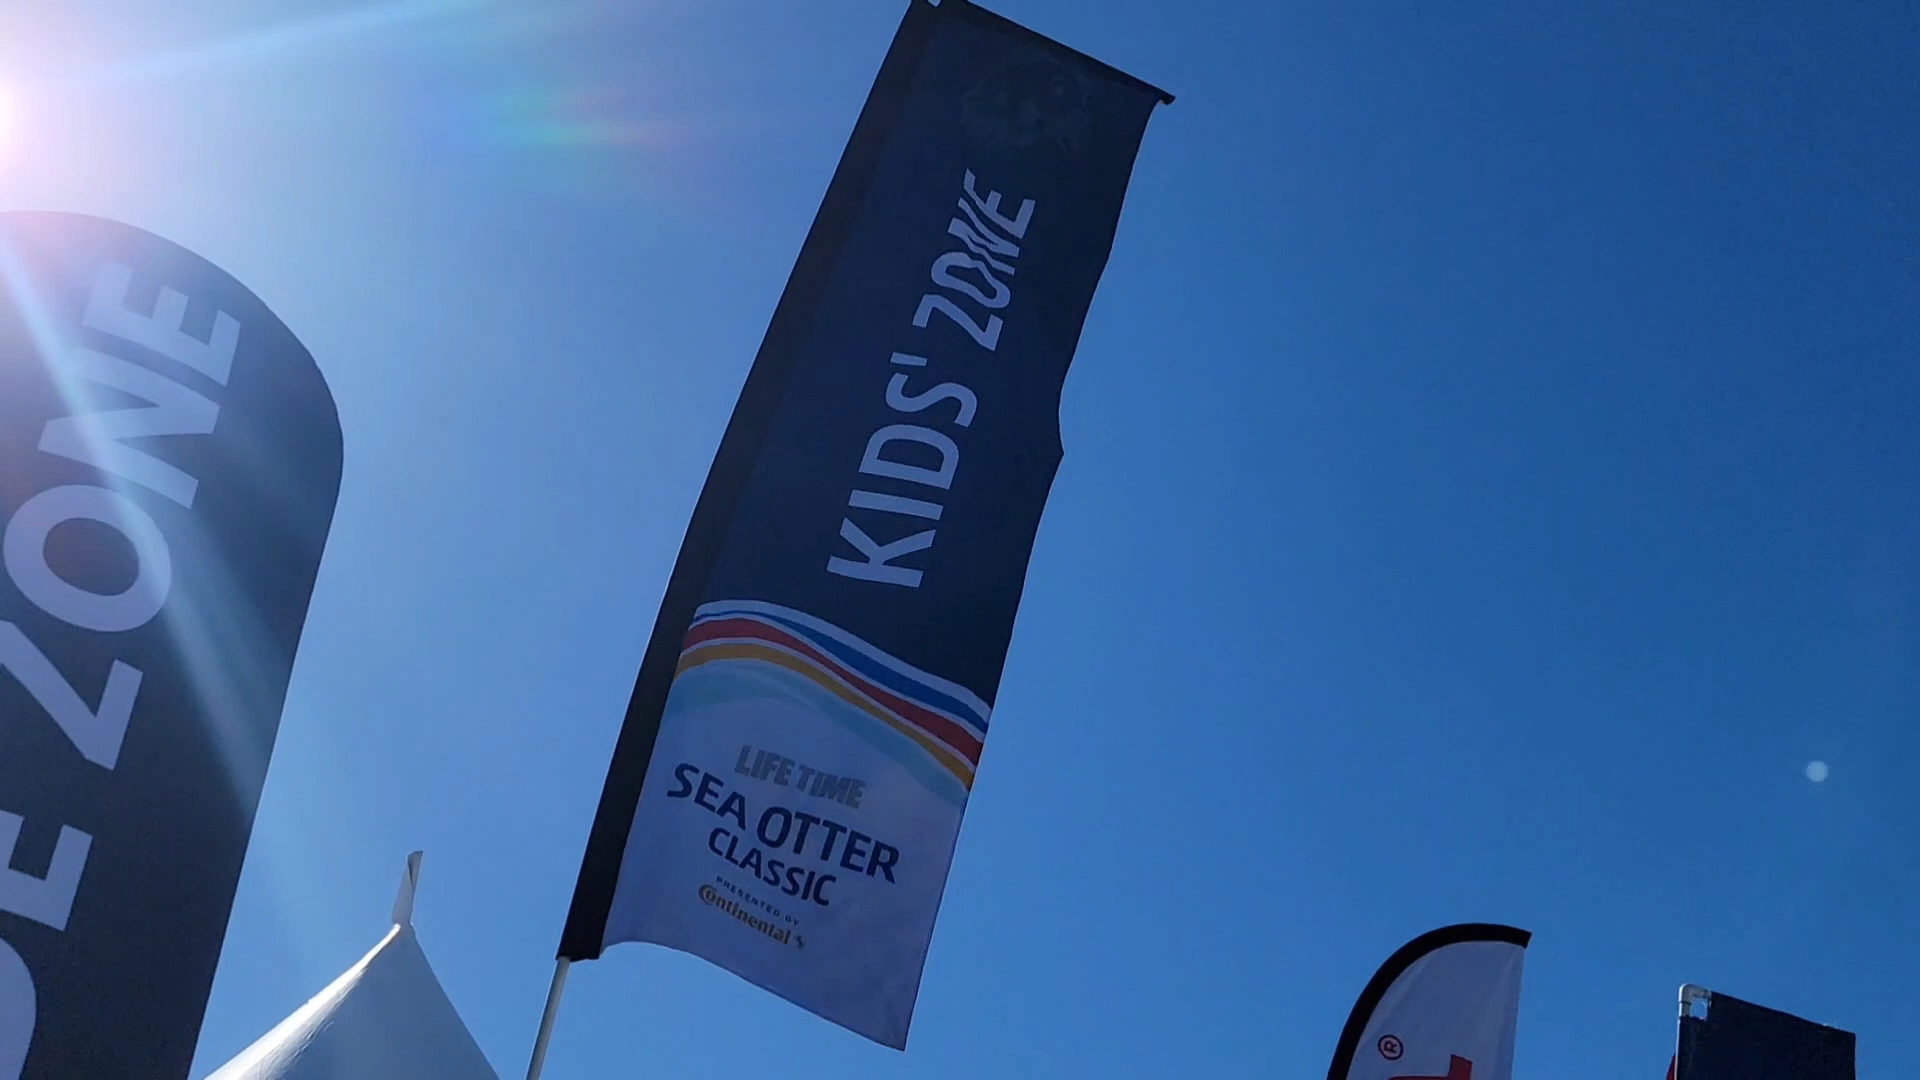 ZONE
KIDS' ZONE
LIFE TIME
SEA OTTER
CLASSIC
PRESENTED BY
Continental
®